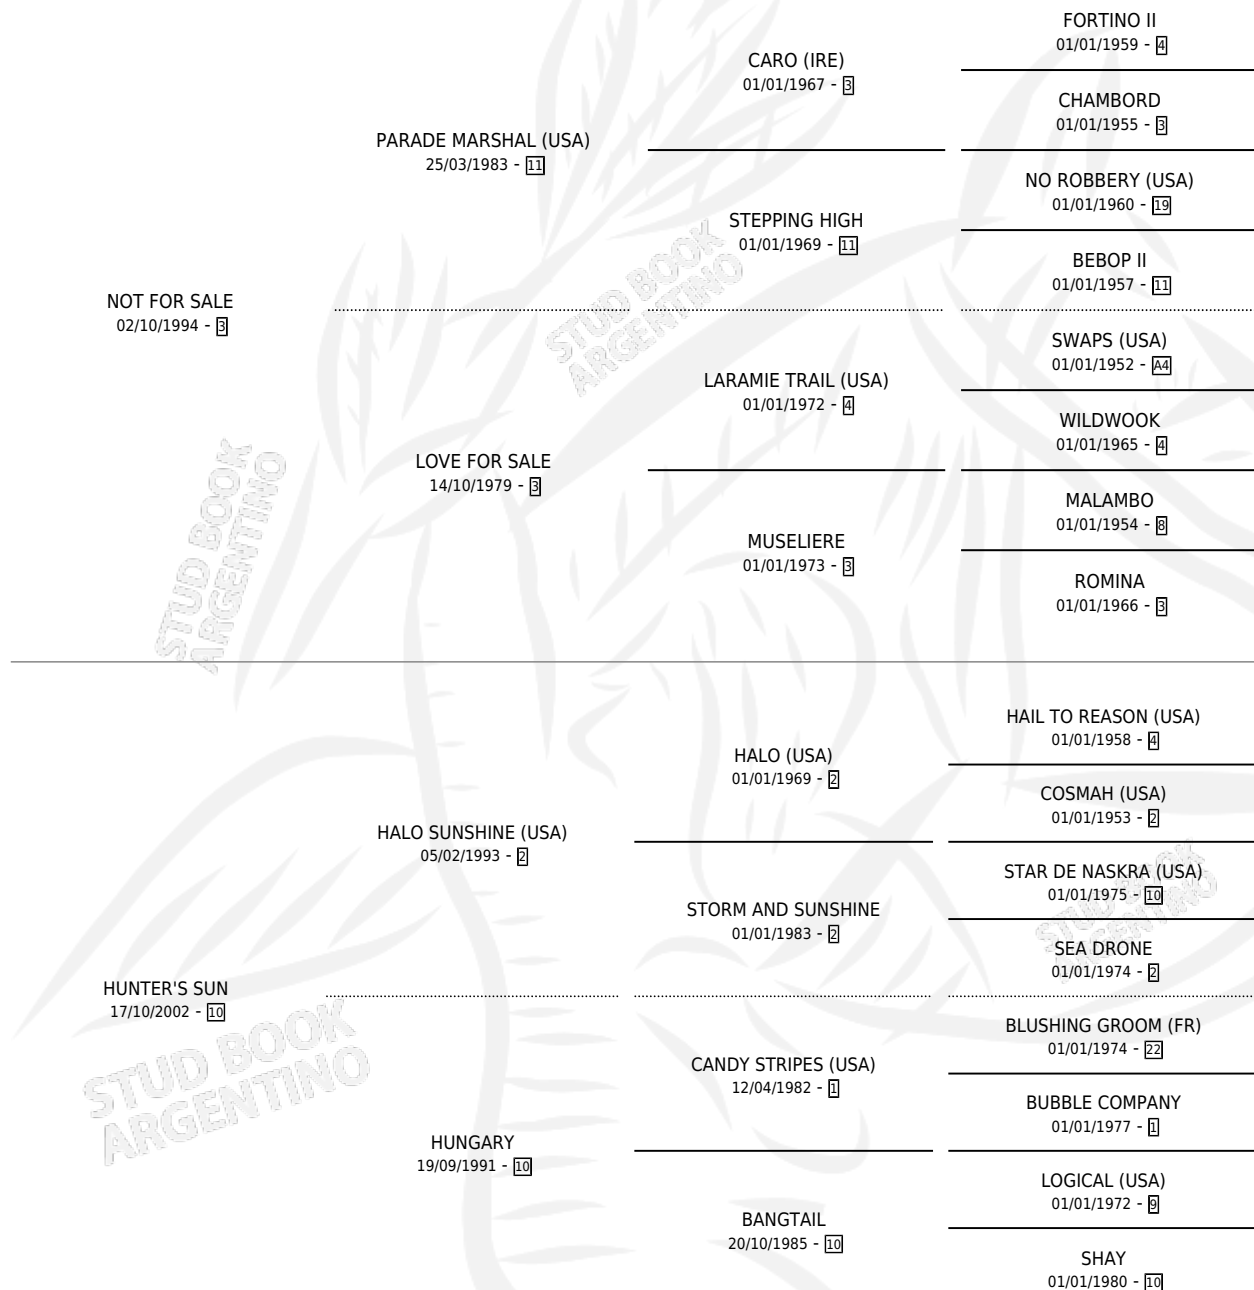 FORTINO II
01/01/1959 - 4
CARO (IRE)
01/01/1967 - 3
CHAMBORD
01/01/1955 - 3
PARADE MARSHAL (USA)
25/03/1983 - 11
NO ROBBERY (USA)
01/01/1960 - 19
STEPPING HIGH
01/01/1969 - 11
BEBOP II
01/01/1957 - 11
NOT FOR SALE
02/10/1994 - 3
STUD BOOK
ARGENTINO
SWAPS (USA)
01/01/1952 - A4
LARAMIE TRAIL (USA)
01/01/1972 - 4
WILDWOOK
01/01/1965 - 4
LOVE FOR SALE
14/10/1979 - 3
MALAMBO
01/01/1954 - 8
MUSELIERE
01/01/1973 - 3
ROMINA
01/01/1966 - 3
STUD BOOK
ARGENTINO
HAIL TO REASON (USA)
01/01/1958 - 4
HALO (USA)
01/01/1969 - 2
COSMAH (USA)
01/01/1953 - 2
HALO SUNSHINE (USA)
05/02/1993 - 2
STAR DE NASKRA (USA)
01/01/1975 - 10
STORM AND SUNSHINE
01/01/1983 - 2
STUD BOOK
ARGENTINO
SEA DRONE
01/01/1974 - 2
HUNTER'S SUN
17/10/2002 - 10
BLUSHING GROOM (FR)
01/01/1974 - 22
CANDY STRIPES (USA)
12/04/1982 - 1
BUBBLE COMPANY
01/01/1977 - 1
STUD BOOK
ARGENTINO
HUNGARY
19/09/1991 - 10
LOGICAL (USA)
01/01/1972 - 9
BANGTAIL
20/10/1985 - 10
SHAY
01/01/1980 - 10